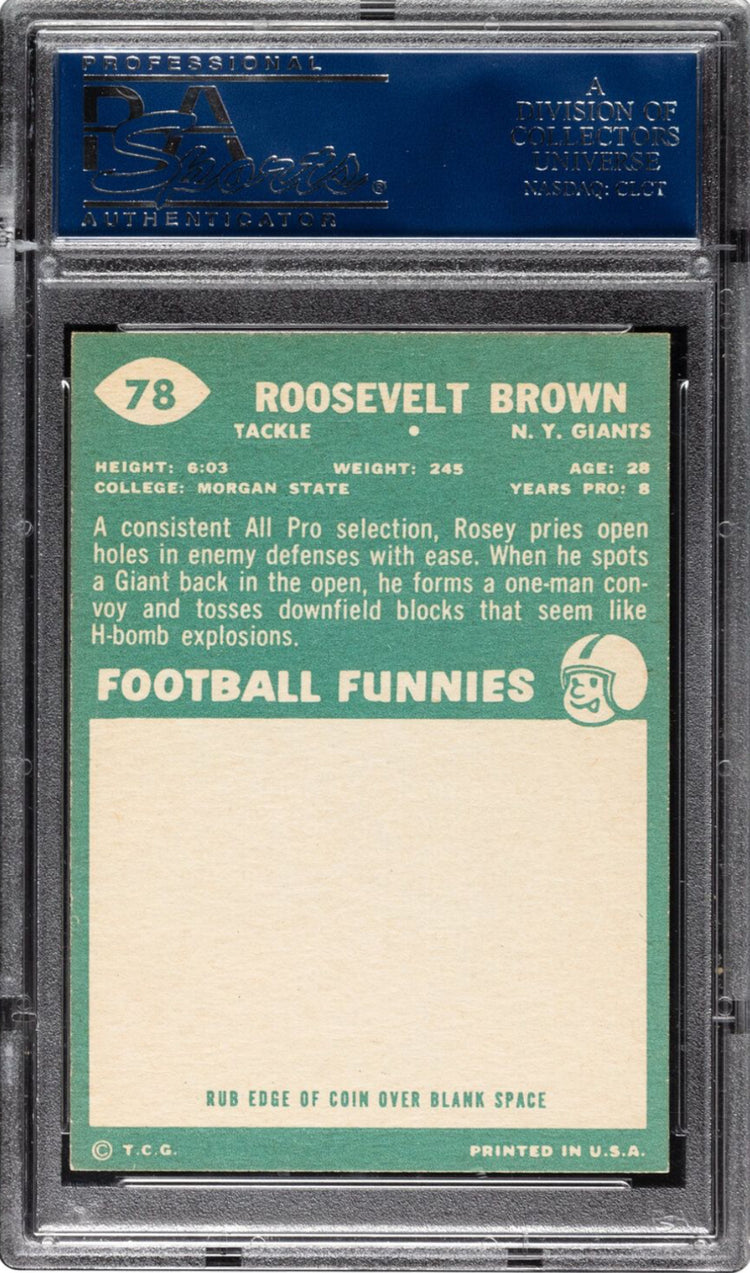 PROFESSIONAL
PSA
Sports®
AUTHENTICATOR
A
DIVISION OF
COLLECTORS
UNIVERSE
NASDAQ: CLCT
78
ROOSEVELT BROWN
TACKLE • N. Y. GIANTS
HEIGHT: 6:03 WEIGHT: 245 AGE: 28
COLLEGE: MORGAN STATE YEARS PRO: 8
A consistent All Pro selection, Rosey pries open
holes in enemy defenses with ease. When he spots
a Giant back in the open, he forms a one-man con-
voy and tosses downfield blocks that seem like
H-bomb explosions.
FOOTBALL FUNNIES
RUB EDGE OF COIN OVER BLANK SPACE
© T.C.G. PRINTED IN U.S.A.